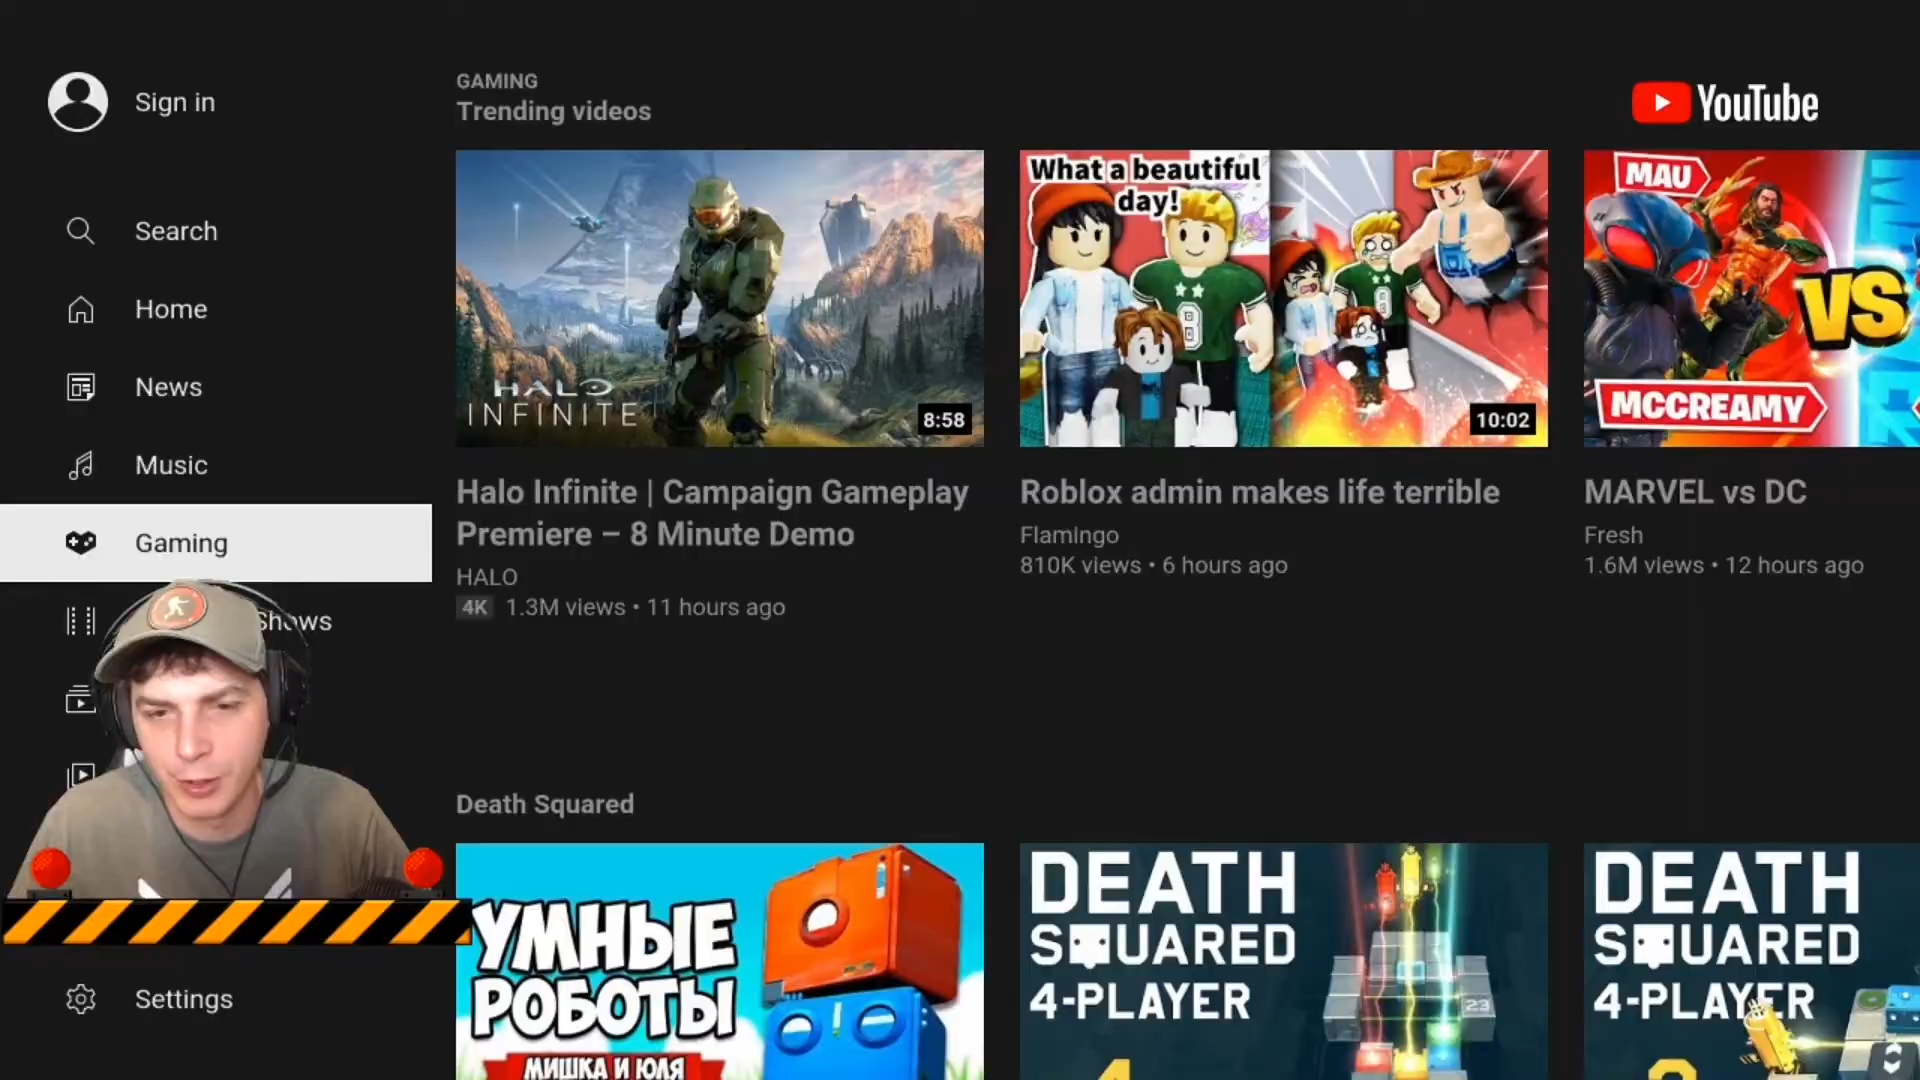 Sign in
Search
Home
News
Music
Gaming
Shows
Settings
GAMING
Trending videos
YouTube
HALO
INFINITE
8:58
Halo Infinite | Campaign Gameplay
Premiere – 8 Minute Demo
HALO
4K 1.3M views • 11 hours ago
What a beautiful
day!
8
8
10:02
Roblox admin makes life terrible
Flamingo
810K views • 6 hours ago
MAU
VS
MCCREAMY
MARVEL vs DC
Fresh
1.6M views • 12 hours ago
Death Squared
УМНЫЕ
РОБОТЫ
МИШКА И ЮЛЯ
DEATH
SQUARED
4-PLAYER
23
DEATH
SQUARED
4-PLAYER